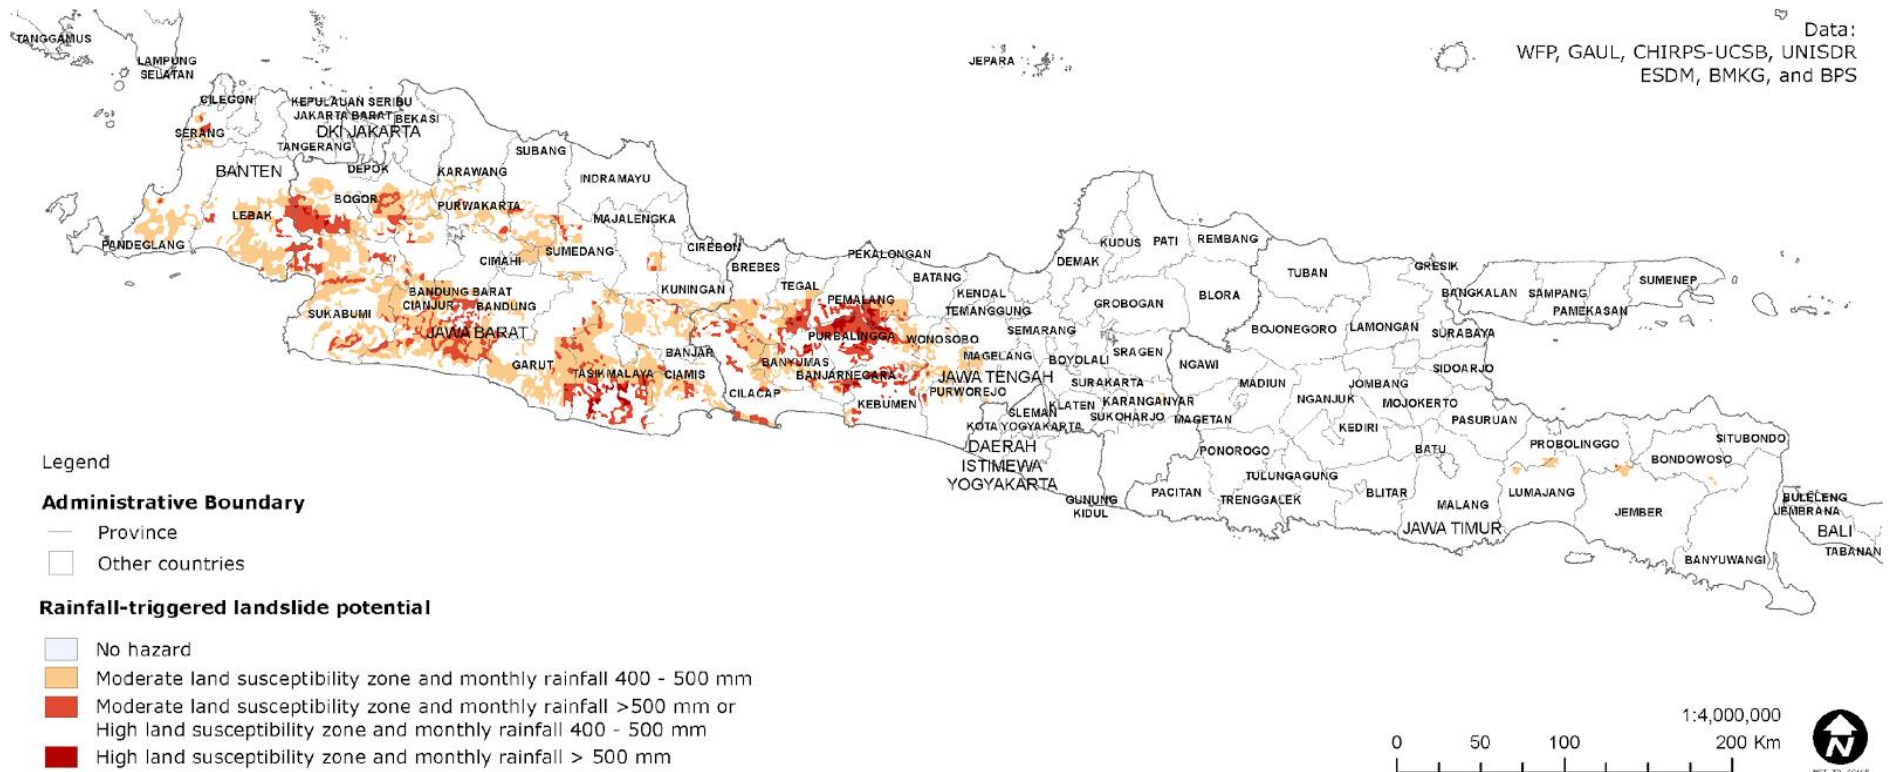 Data:
WFP, GAUL, CHIRPS-UCSB, UNISDR
ESDM, BMKG, and BPS
TANGGAMUS
LAMPUNG
SELATAN
JEPARA
CILEGON
KEPULAUAN SERIBU
JAKARTA BARAT
BEKASI
SERANG
DKI JAKARTA
TANGERANG
SUBANG
BANTEN
DEPOK
KARAWANG
INDRAMAYU
BOGOR
PURWAKARTA
LEBAK
MAJALENGKA
PANDEGLANG
CIMAHI
SUMEDANG
CIREBON
BANDUNG BARAT
KUNINGAN
CIANJUR
BANDUNG
SUKABUMI
JAWA BARAT
GARUT
TASIKMALAYA
CIAMIS
BANJAR
BREBES
TEGAL
PEKALONGAN
BATANG
PEMALANG
KENDAL
TEMANGGUNG
PURBALINGGA
WONOSOBO
SEMARANG
BANYUMAS
MAGELANG
BANJARNEGARA
JAWA TENGAH
CILACAP
KEBUMEN
PURWOREJO
BOYOLALI
SRAGEN
SURAKARTA
KLATEN
KARANGANYAR
SLEMAN
SUKOHARJO
KOTA YOGYAKARTA
DAERAH
ISTIMEWA
YOGYAKARTA
GUNUNG
KIDUL
DEMAK
KUDUS
PATI
REMBANG
GROBOGAN
BLORA
TUBAN
GRESIK
BANGKALAN
SAMPANG
PAMEKASAN
SUMENEP
BOJONEGORO
LAMONGAN
SURABAYA
NGAWI
MADIUN
JOMBANG
SIDOARJO
NGANJUK
MOJOKERTO
MAGETAN
KEDIRI
PASURUAN
PONOROGO
BATU
PROBOLINGGO
SITUBONDO
BONDOWOSO
PACITAN
TULUNGAGUNG
TRENGGALEK
BLITAR
MALANG
LUMAJANG
JAWA TIMUR
JEMBER
BANYUWANGI
BULELENG
JEMBRANA
BALI
TABANAN
Legend
Administrative Boundary
Province
Other countries
Rainfall-triggered landslide potential
No hazard
Moderate land susceptibility zone and monthly rainfall 400 - 500 mm
Moderate land susceptibility zone and monthly rainfall >500 mm or
High land susceptibility zone and monthly rainfall 400 - 500 mm
High land susceptibility zone and monthly rainfall > 500 mm
1:4,000,000
0 50 100 200 Km
N
NOT TO SCALE